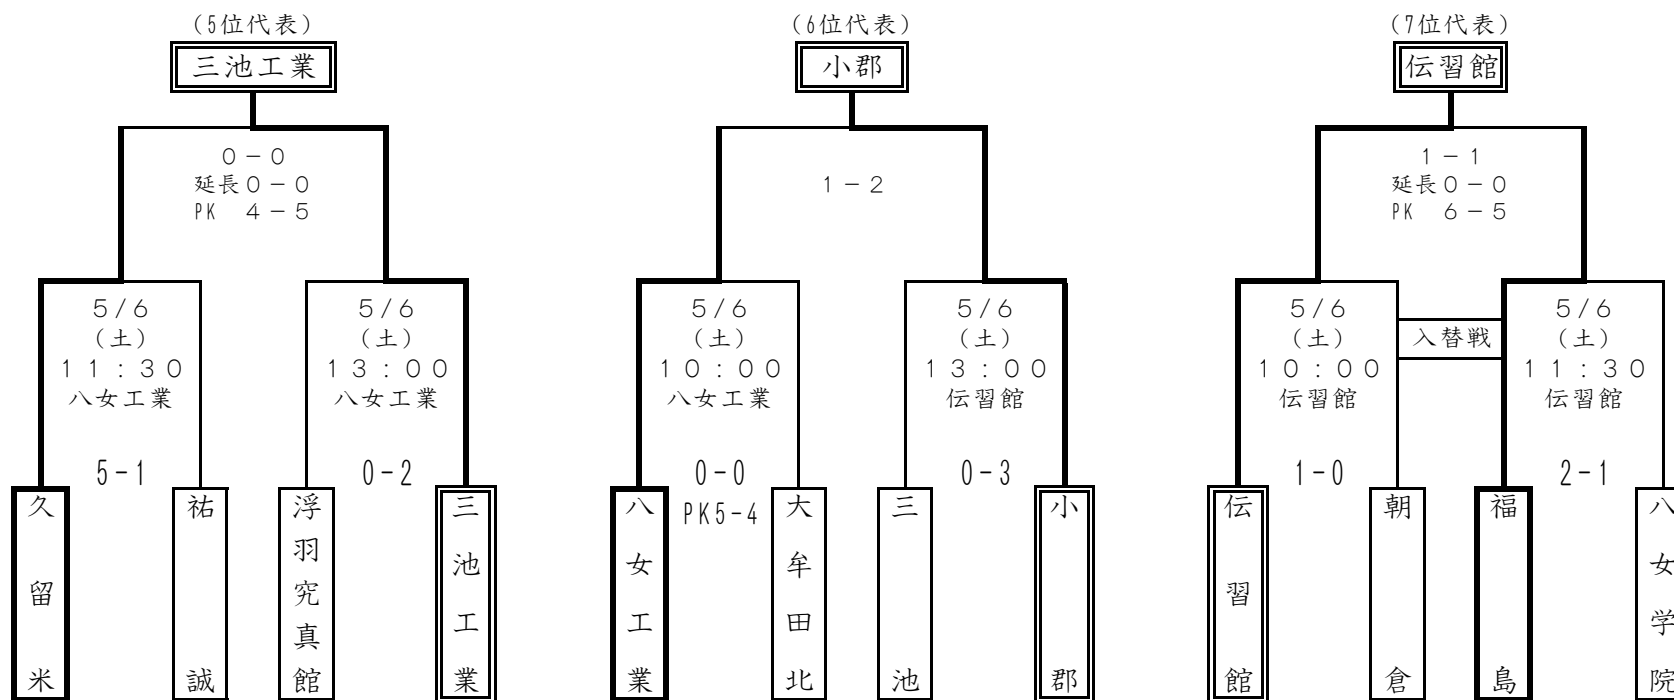 (5位代表)
三池工業
0-0
延長0-0
PK 4-5
5/6
(土)
11:30
八女工業
5-1
5/6
(土)
13:00
八女工業
0-2
久留米
祐誠
浮羽究真館
三池工業
(6位代表)
小郡
1-2
5/6
(土)
10:00
八女工業
0-0
PK5-4
5/6
(土)
13:00
伝習館
0-3
八女工業
大牟田北
三池
小郡
(7位代表)
伝習館
1-1
延長0-0
PK 6-5
5/6
(土)
10:00
伝習館
1-0
入替戦
5/6
(土)
11:30
伝習館
2-1
伝習館
朝倉
福島
八女学院